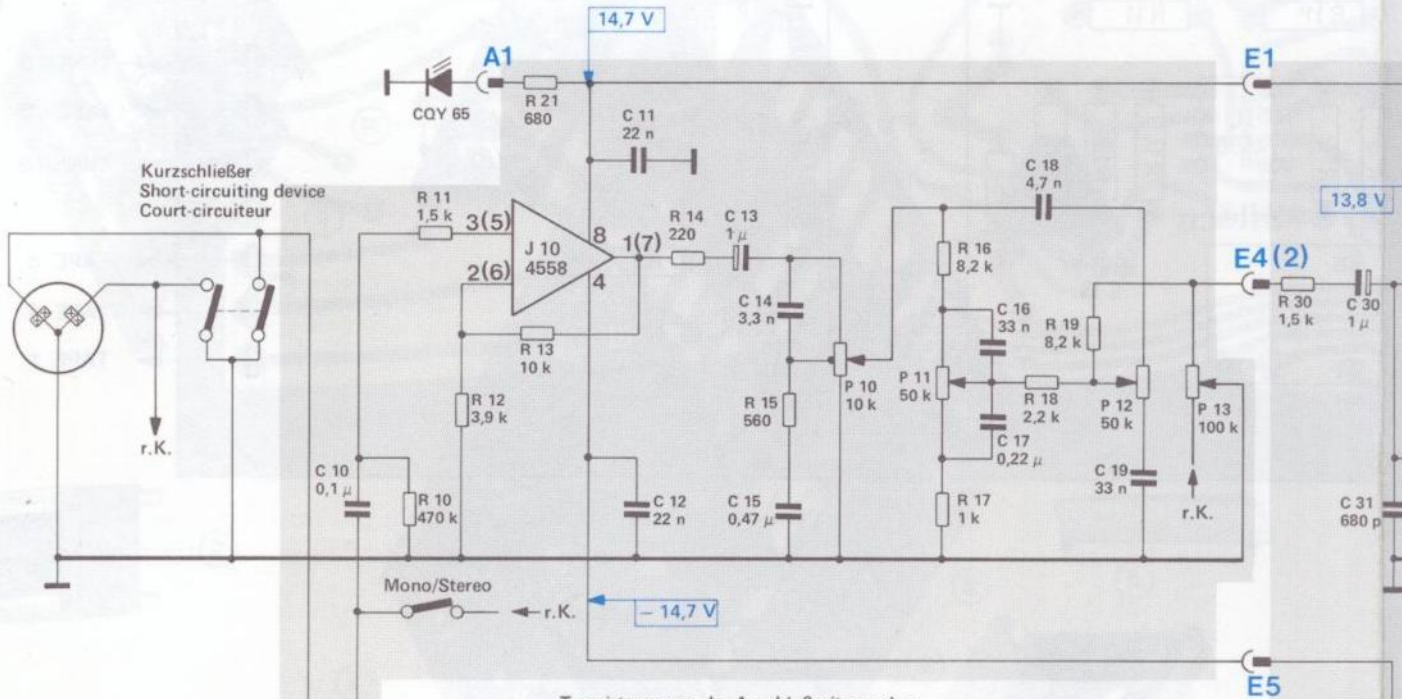 14,7 V
A1
E1
CQY 65
R 21
680
C 11
22 n
Kurzschließer
Short-circuiting device
Court-circuiteur
R 11
1,5 k
3(5)
2(6)
J 10
4558
8
4
1(7)
R 14
220
C 13
1 µ
C 18
4,7 n
13,8 V
R 16
8,2 k
E4(2)
R 30
1,5 k
C 30
1 µ
C 14
3,3 n
C 16
33 n
R 19
8,2 k
R 13
10 k
P 10
10 k
P 11
50 k
R 18
2,2 k
P 12
50 k
P 13
100 k
R 12
3,9 k
R 15
560
C 17
0,22 µ
r.K.
C 10
0,1 µ
R 10
470 k
C 12
22 n
C 15
0,47 µ
R 17
1 k
C 19
33 n
r.K.
C 31
680 p
Mono/Stereo
r.K.
– 14,7 V
E5